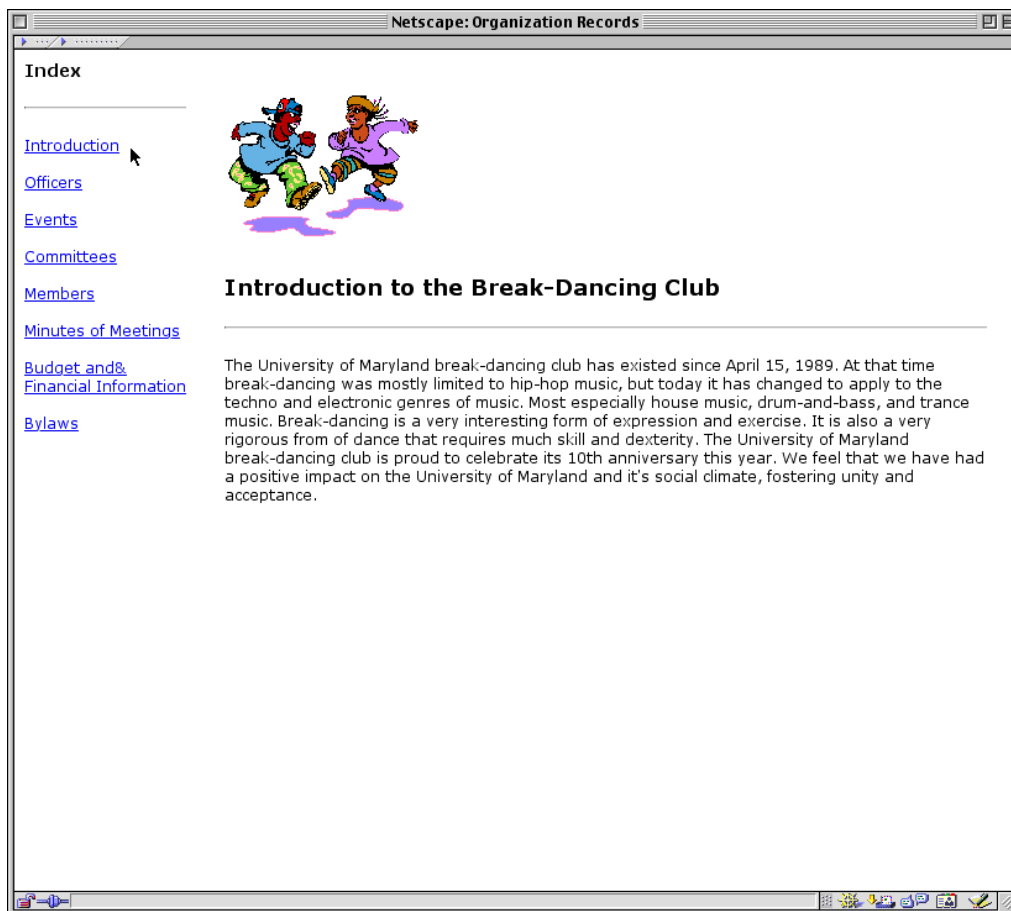 Netscape: Organization Records
Index
Introduction
Officers
Events
Committees
Members
Minutes of Meetings
Budget and&
Financial Information
Bylaws
Introduction to the Break-Dancing Club
The University of Maryland break-dancing club has existed since April 15, 1989. At that time
break-dancing was mostly limited to hip-hop music, but today it has changed to apply to the
techno and electronic genres of music. Most especially house music, drum-and-bass, and trance
music. Break-dancing is a very interesting form of expression and exercise. It is also a very
rigorous from of dance that requires much skill and dexterity. The University of Maryland
break-dancing club is proud to celebrate its 10th anniversary this year. We feel that we have had
a positive impact on the University of Maryland and it's social climate, fostering unity and
acceptance.